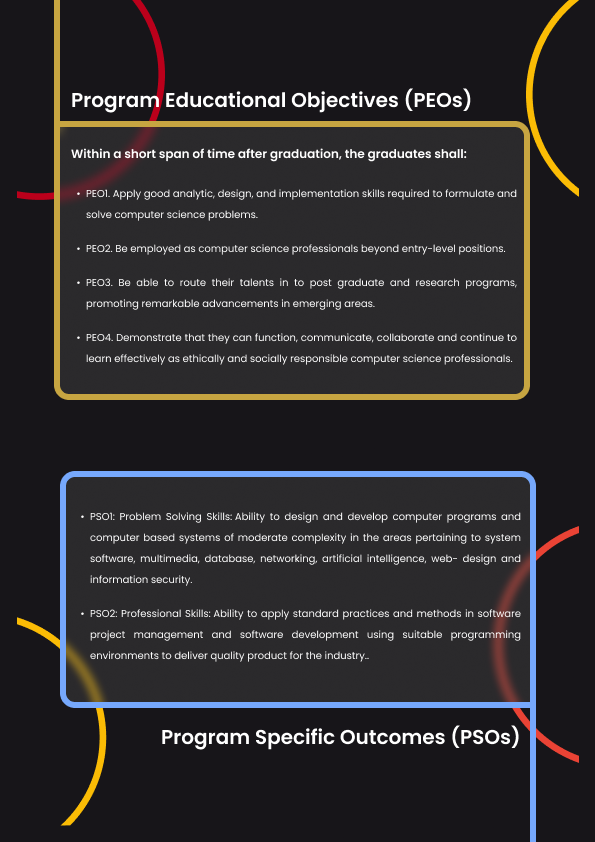 Program Educational Objectives (PEOs)
Within a short span of time after graduation, the graduates shall:
• PEO1. Apply good analytic, design, and implementation skills required to formulate and
solve computer science problems.
• PEO2. Be employed as computer science professionals beyond entry-level positions.
• PEO3. Be able to route their talents in to post graduate and research programs,
promoting remarkable advancements in emerging areas.
• PEO4. Demonstrate that they can function, communicate, collaborate and continue to
learn effectively as ethically and socially responsible computer science professionals.
• PSO1: Problem Solving Skills: Ability to design and develop computer programs and
computer based systems of moderate complexity in the areas pertaining to system
software, multimedia, database, networking, artificial intelligence, web- design and
information security.
• PSO2: Professional Skills: Ability to apply standard practices and methods in software
project management and software development using suitable programming
environments to deliver quality product for the industry..
Program Specific Outcomes (PSOs)